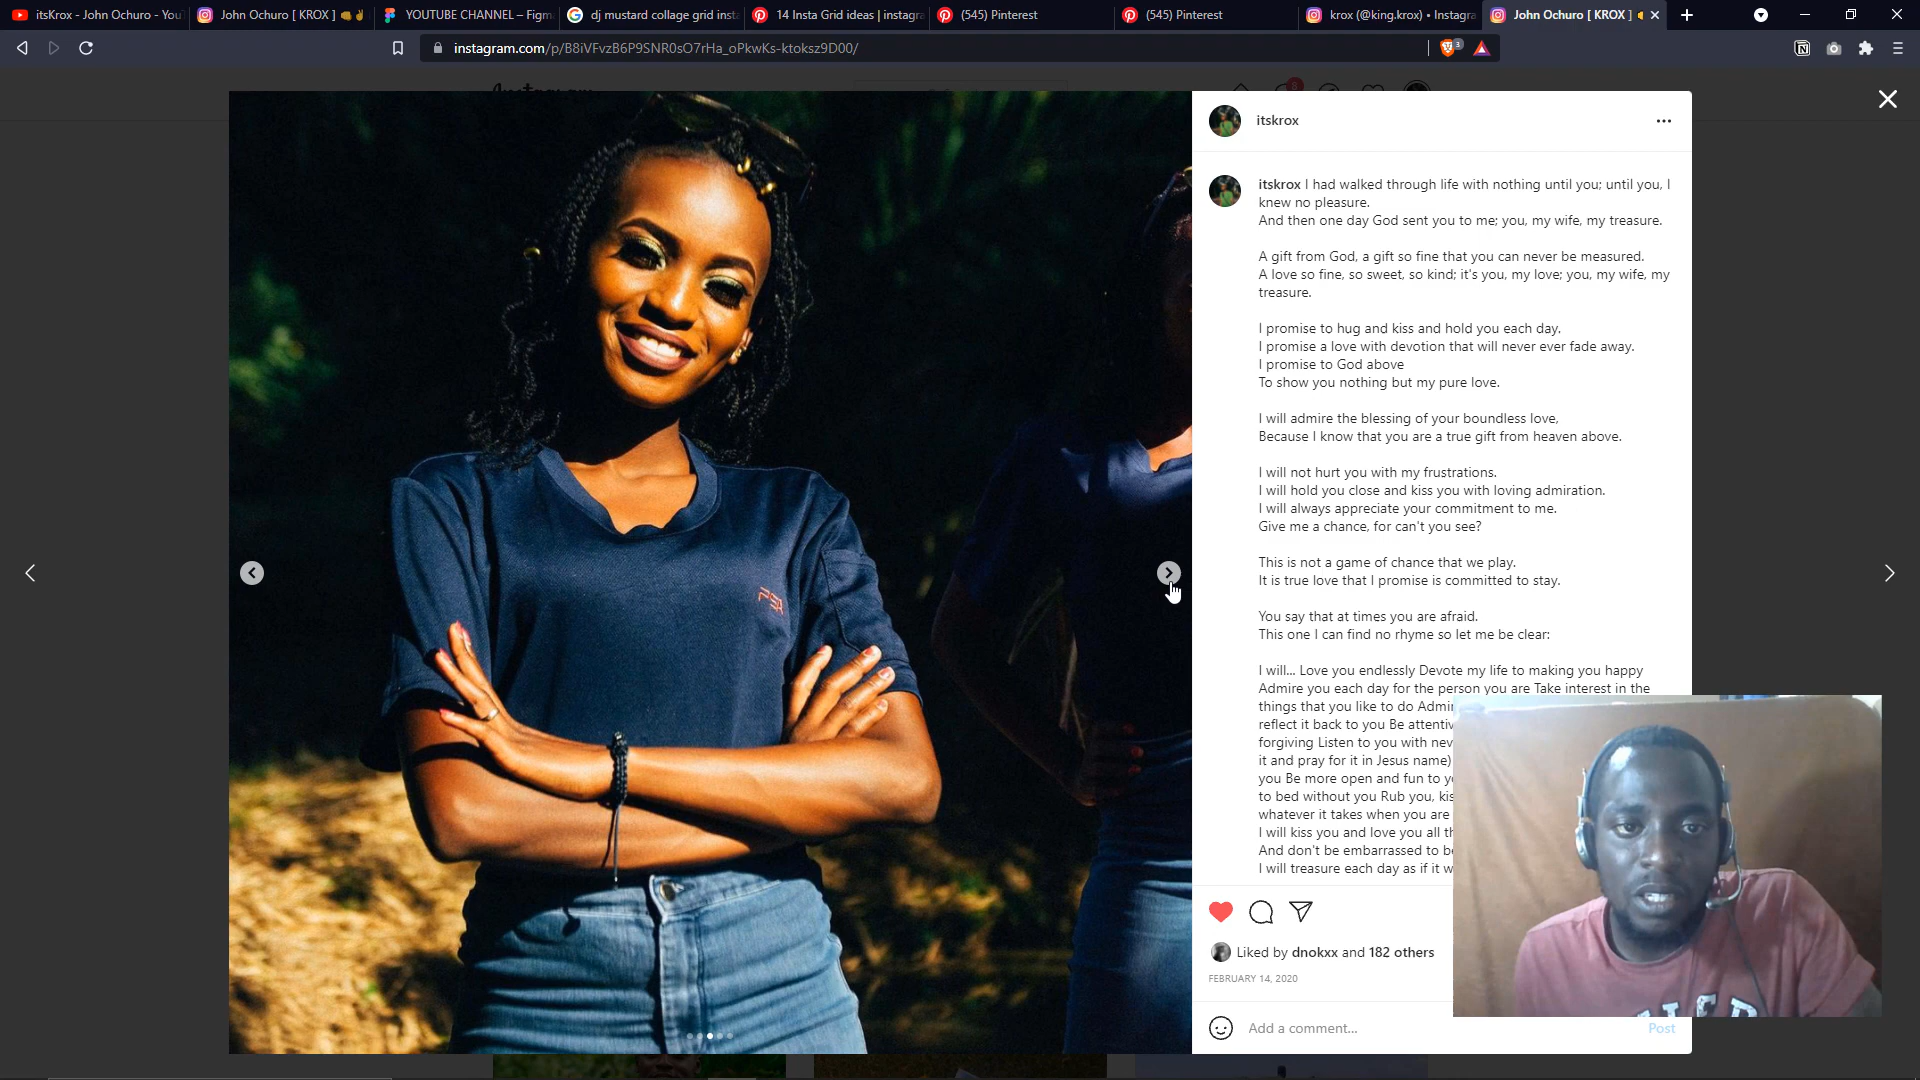 itsKrox - John Ochuro - You
John Ochuro [ KROX ]
YOUTUBE CHANNEL – Figm
dj mustard collage grid inst
14 Insta Grid ideas | instagra
(545) Pinterest
(545) Pinterest
krox (@king.krox) • Instagra
John Ochuro [ KROX ]
instagram.com/p/B8iVFvzB6P9SNR0sO7rHa_oPkwKs-ktoksz9D00/
3
itskrox
itskrox I had walked through life with nothing until you; until you, I
knew no pleasure.
And then one day God sent you to me; you, my wife, my treasure.
A gift from God, a gift so fine that you can never be measured.
A love so fine, so sweet, so kind; it's you, my love; you, my wife, my
treasure.
I promise to hug and kiss and hold you each day.
I promise a love with devotion that will never ever fade away.
I promise to God above
To show you nothing but my pure love.
I will admire the blessing of your boundless love,
Because I know that you are a true gift from heaven above.
I will not hurt you with my frustrations.
I will hold you close and kiss you with loving admiration.
I will always appreciate your commitment to me.
Give me a chance, for can't you see?
This is not a game of chance that we play.
It is true love that I promise is committed to stay.
You say that at times you are afraid.
This one I can find no rhyme so let me be clear:
I will... Love you endlessly Devote my life to making you happy
Admire you each day for the person you are Take interest in the
things that you like to do Admi
reflect it back to you Be attentiv
forgiving Listen to you with nev
it and pray for it in Jesus name)
you Be more open and fun to y
to bed without you Rub you, kis
whatever it takes when you are
I will kiss you and love you all th
And don't be embarrassed to b
I will treasure each day as if it w
Liked by dnokxx and 182 others
FEBRUARY 14, 2020
Add a comment...
Post